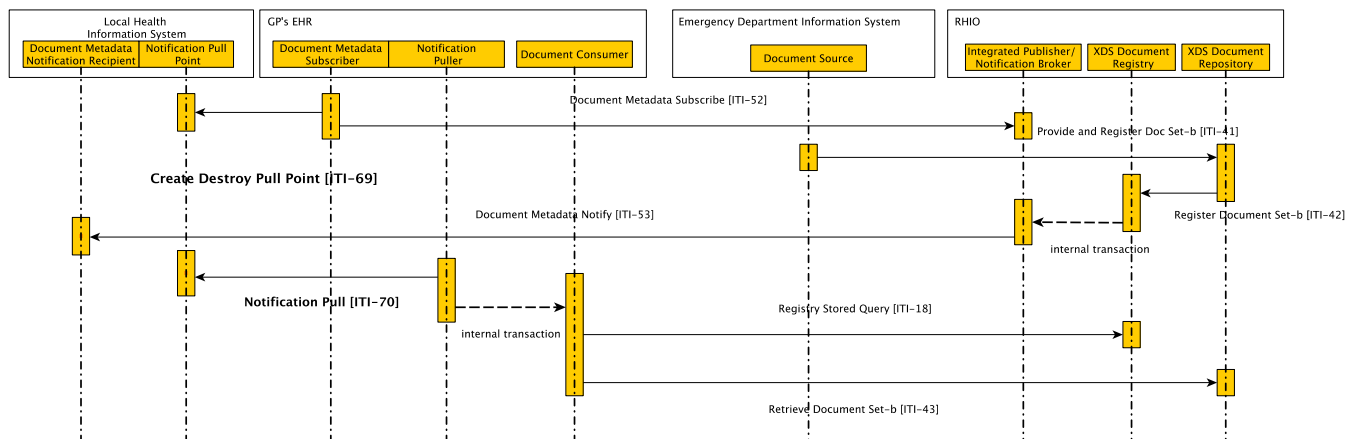 Local Health
Information System
GP's EHR
Emergency Department Information System
RHIO
Document Metadata
Notification Recipient
Notification Pull
Point
Document Metadata
Subscriber
Notification
Puller
Document Consumer
Document Source
Integrated Publisher/
Notification Broker
XDS Document
Registry
XDS Document
Repository
Document Metadata Subscribe [ITI-52]
Provide and Register Doc Set-b [ITI-41]
Create Destroy Pull Point [ITI-69]
Document Metadata Notify [ITI-53]
Register Document Set-b [ITI-42]
internal transaction
Notification Pull [ITI-70]
Registry Stored Query [ITI-18]
internal transaction
Retrieve Document Set-b [ITI-43]